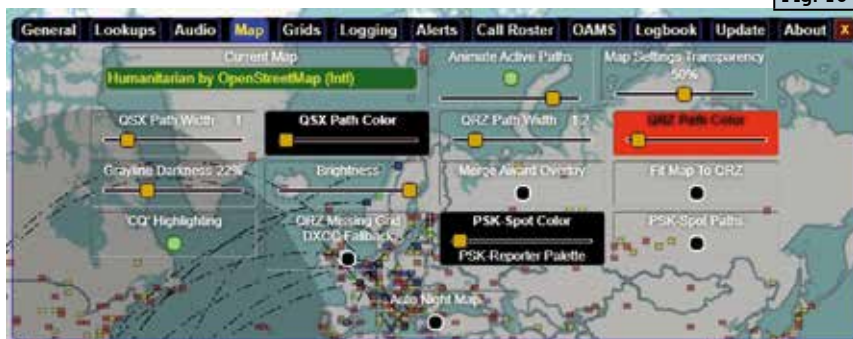 General Lookups Audio Map Grids Logging Alerts Call Roster OAMS Logbook Update About X
Current Map
Humanitarian by OpenStreetMap (Intl)
Animate Active Paths
Map Settings Transparency
50%
QSX Path Width 1
QSX Path Color
QRZ Path Width 1.2
QRZ Path Color
Grayline Darkness 22%
Brightness
Merge Award Overlay
Fit Map To QRZ
'CQ' Highlighting
QRZ Missing Grid
DXCC Fallback
PSK-Spot Color
PSK-Reporter Palette
PSK-Spot Paths
Auto Night Map